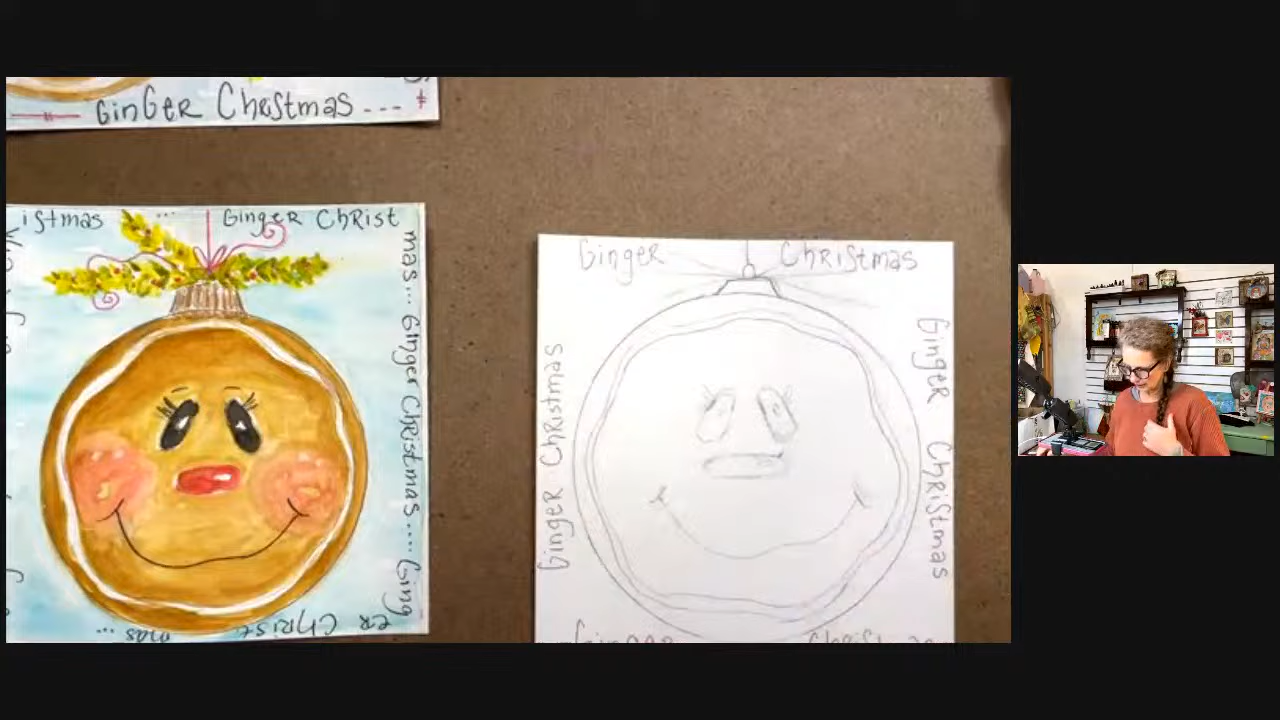 GinGer Christmas ---
istmas ... Ginger Christ
mas... Ginger Christmas.... Ging
er Christ
mas ...
Ginger Christmas
Ginger Christmas
Ginger Christmas
Ginger Christmas